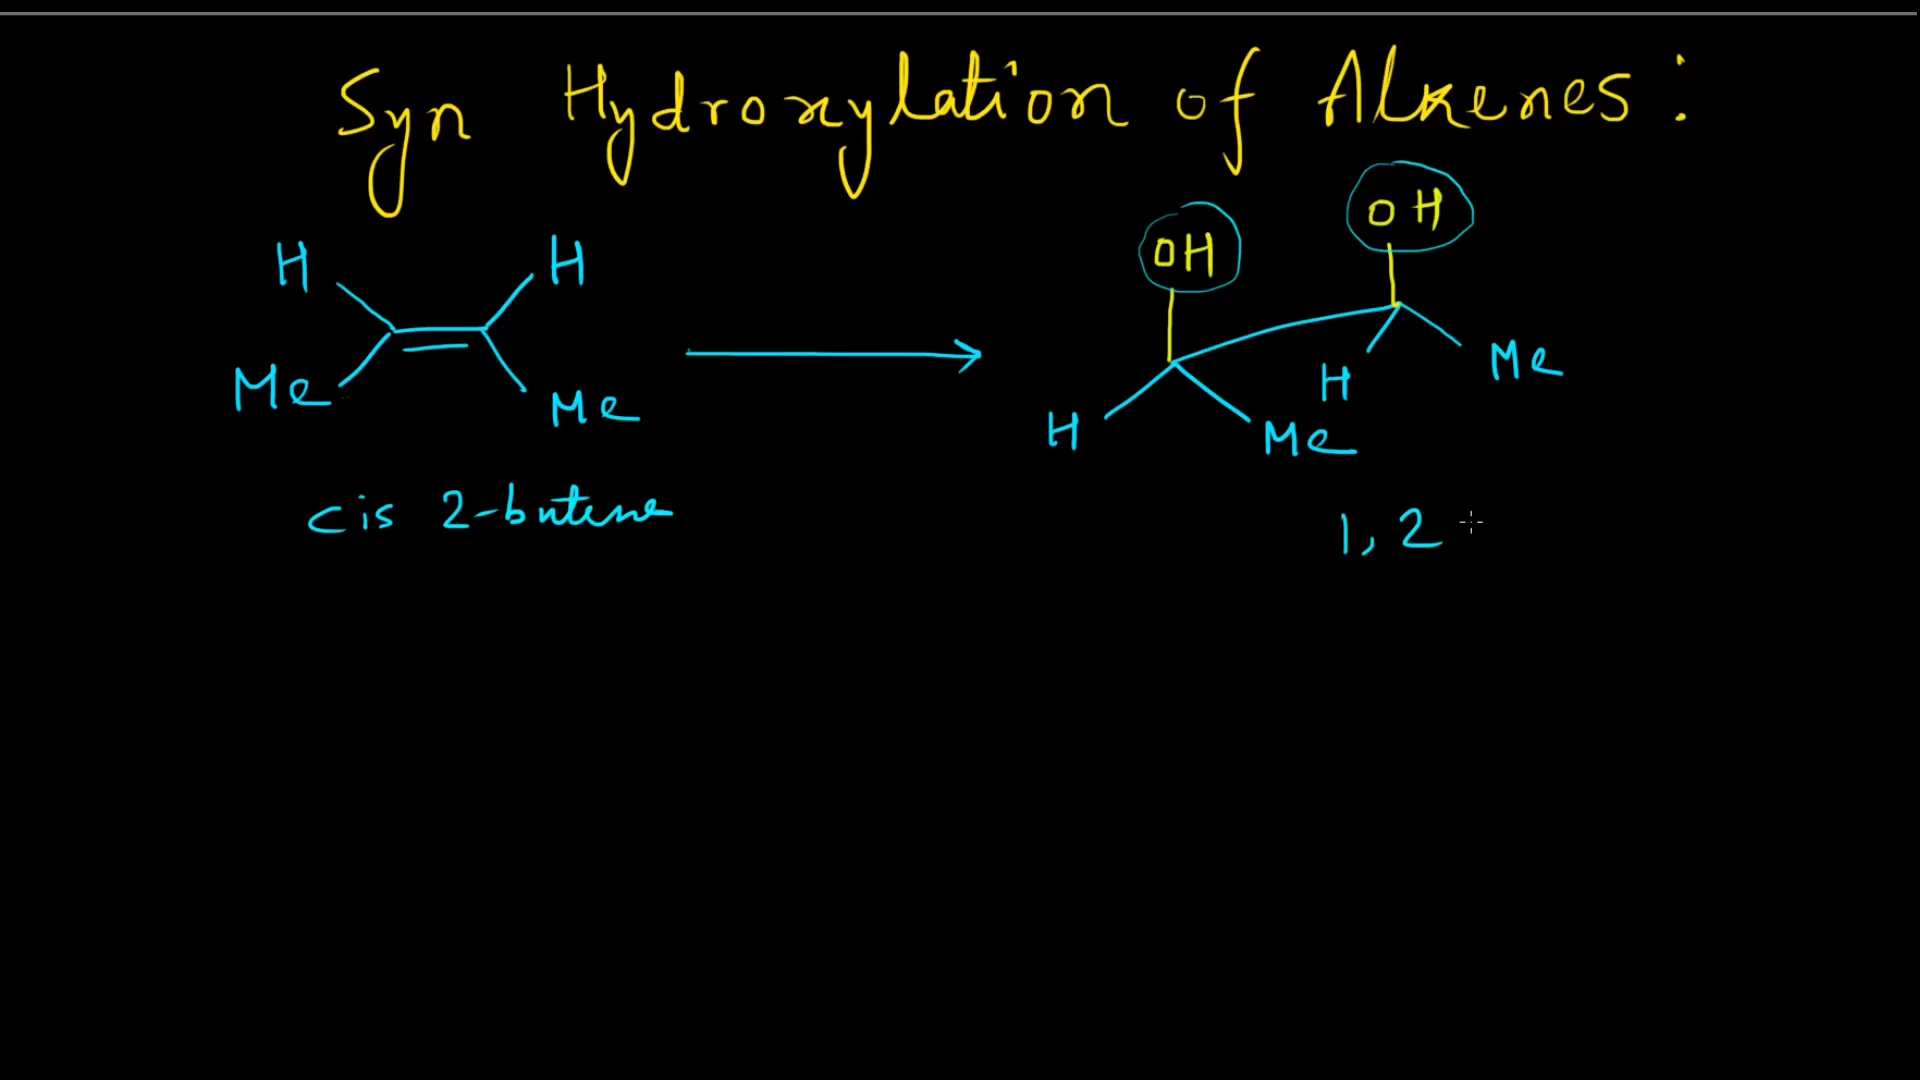 Syn Hydroxylation of Alkenes:
OH
OH
H
H
Me
Me
H
Me
H
Me
cis 2-butene
1, 2